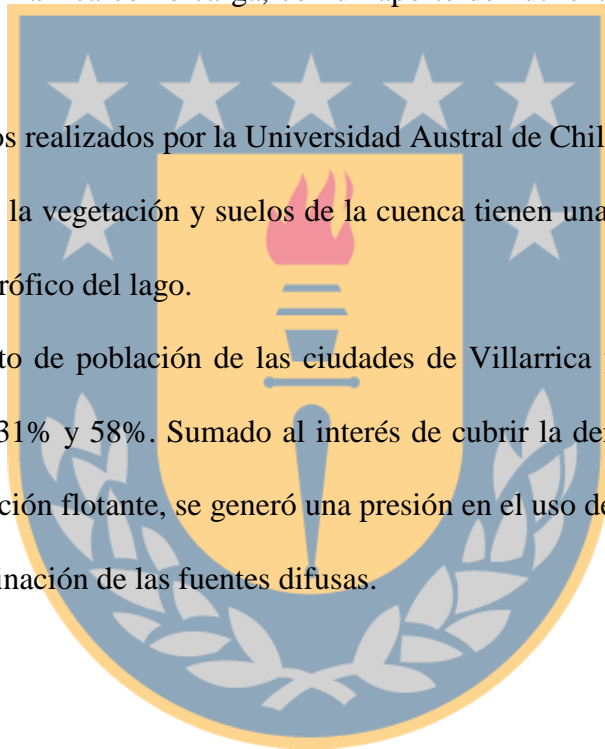 os realizados por la Universidad Austral de Chil
la vegetación y suelos de la cuenca tienen una
rófico del lago.
to de población de las ciudades de Villarrica
31% y 58%. Sumado al interés de cubrir la de
ción flotante, se generó una presión en el uso de
inación de las fuentes difusas.